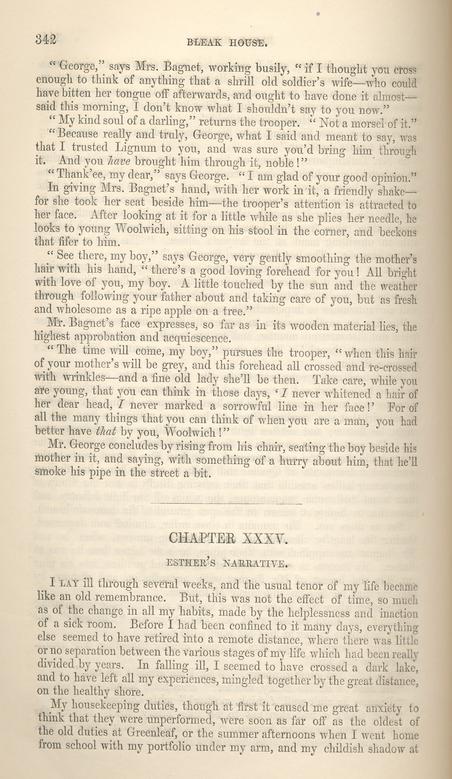 342
BLEAK HOUSE.
“ George,” says Mrs. Bagnet, working busily, “ if I thought you cross
enough to think of anything that a shrill old soldier's wife—who could
have bitten her tongue off afterwards, and ought to have done it almost—
said this morning, I don't know what I shouldn't say to you now.”
“ My kind soul of a darling,” returns the trooper. “ Not a morsel of it.”
“ Because really and truly, George, what I said and meant to say, was
that I trusted Lignum to you, and was sure you'd bring him through
it. And you have brought him through it, noble ! ”
“ Thank'ee, my dear,” says George. “ I am glad of your good opinion.”
In giving Mrs. Bagnet's hand, with her work in it, a friendly shake—
for she took her seat beside him—the trooper's attention is attracted to
her face. After looking at it for a little while as she plies her needle, he
looks to young Woolwich, sitting on his stool in the corner, and beckons
that fifer to him.
“ See there, my boy,” says George, very gently smoothing the mother's
hair with his hand, “ there's a good loving forehead for you ! All bright
with love of you, my boy. A little touched by the sun and the weather
through following your father about and taking care of you, but as fresh
and wholesome as a ripe apple on a tree.”
Mr. Bagnet's face expresses, so far as in its wooden material lies, the
highest approbation and acquiescence.
“ The time will come, my boy,” pursues the trooper, “ when this hair
of your mother's will be grey, and this forehead all crossed and re-crossed
with wrinkles—and a fine old lady she'll be then. Take care, while you
are young, that you can think in those days, ‘ I never whitened a hair of
her dear head, I never marked a sorrowful line in her face ! ’ For of
all the many things that you can think of when you are a man, you had
better have that by you, Woolwich ! ”
Mr. George concludes by rising from his chair, seating the boy beside his
mother in it, and saying, with something of a hurry about him, that he'll
smoke his pipe in the street a bit.
CHAPTER XXXV.
ESTHER'S NARRATIVE.
I LAY ill through several weeks, and the usual tenor of my life became
like an old remembrance. But, this was not the effect of time, so much
as of the change in all my habits, made by the helplessness and inaction
of a sick room. Before I had been confined to it many days, everything
else seemed to have retired into a remote distance, where there was little
or no separation between the various stages of my life which had been really
divided by years. In falling ill, I seemed to have crossed a dark lake,
and to have left all my experiences, mingled together by the great distance,
on the healthy shore.
My housekeeping duties, though at first it caused me great anxiety to
think that they were unperformed, were soon as far off as the oldest of
the old duties at Greenleaf, or the summer afternoons when I went home
from school with my portfolio under my arm, and my childish shadow at